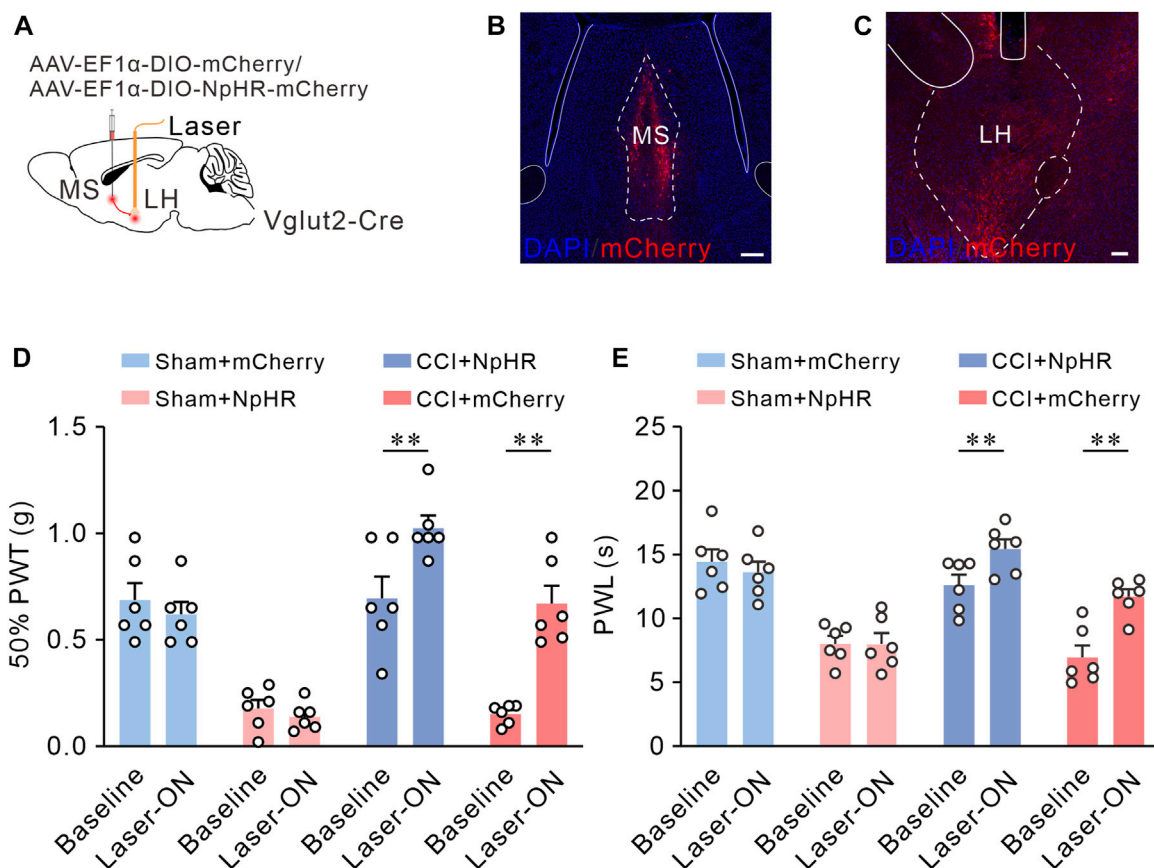 A
AAV-EF1α-DIO-mCherry/
AAV-EF1α-DIO-NpHR-mCherry
Laser
MS
LH
Vglut2-Cre
B
MS
DAPI/mCherry
C
LH
DAPI/mCherry
D
Sham+mCherry
CCI+NpHR
Sham+NpHR
CCI+mCherry
50% PWT (g)
1.5
1.0
0.5
0.0
**
**
Baseline
Laser-ON
Baseline
Laser-ON
Baseline
Laser-ON
Baseline
Laser-ON
E
Sham+mCherry
CCI+NpHR
Sham+NpHR
CCI+mCherry
PWL (s)
25
20
15
10
5
0
**
**
Baseline
Laser-ON
Baseline
Laser-ON
Baseline
Laser-ON
Baseline
Laser-ON